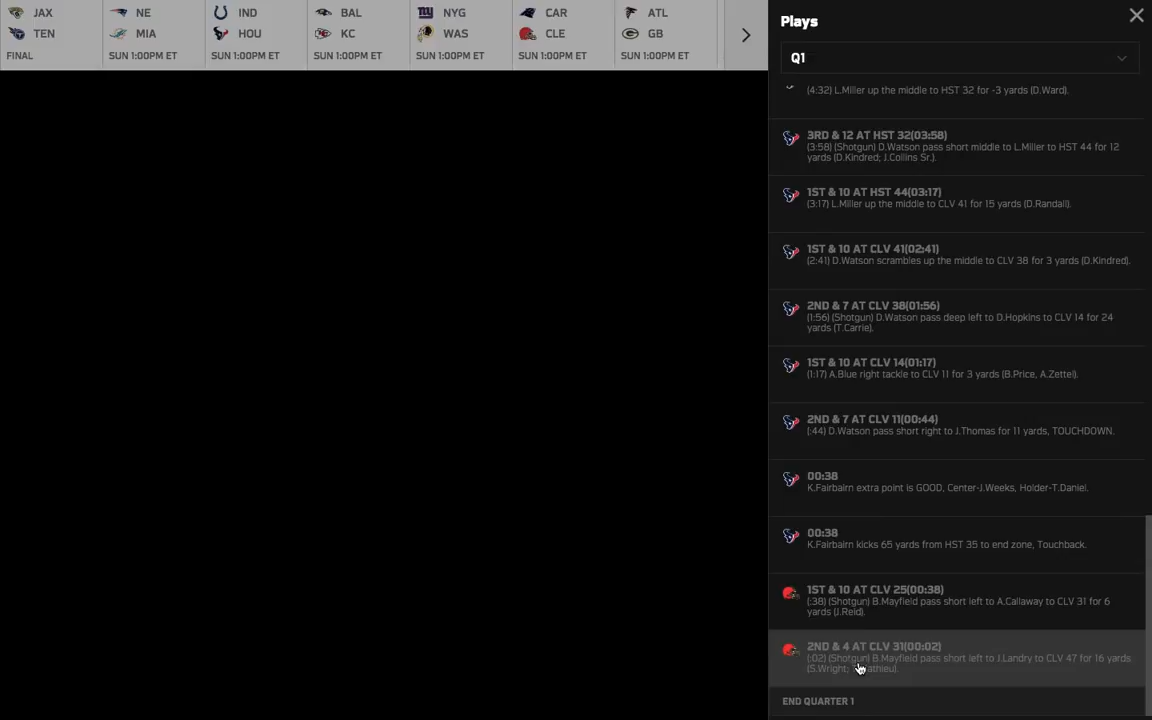 JAX
TEN
FINAL
NE
MIA
SUN 1:00PM ET
IND
HOU
SUN 1:00PM ET
BAL
KC
SUN 1:00PM ET
NYG
WAS
SUN 1:00PM ET
CAR
CLE
SUN 1:00PM ET
ATL
GB
SUN 1:00PM ET
Plays
Q1
(4:32) L.Miller up the middle to HST 32 for -3 yards (D.Ward).
3RD & 12 AT HST 32(03:58)
(3:58) (Shotgun) D.Watson pass short middle to L.Miller to HST 44 for 12
yards (D.Kindred; J.Collins Sr.).
1ST & 10 AT HST 44(03:17)
(3:17) L.Miller up the middle to CLV 41 for 15 yards (D.Randall).
1ST & 10 AT CLV 41(02:41)
(2:41) D.Watson scrambles up the middle to CLV 38 for 3 yards (D.Kindred).
2ND & 7 AT CLV 38(01:56)
(1:56) (Shotgun) D.Watson pass deep left to D.Hopkins to CLV 14 for 24
yards (T.Carrie).
1ST & 10 AT CLV 14(01:17)
(1:17) A.Blue right tackle to CLV 11 for 3 yards (B.Price, A.Zettel).
2ND & 7 AT CLV 11(00:44)
(:44) D.Watson pass short right to J.Thomas for 11 yards, TOUCHDOWN.
00:38
K.Fairbairn extra point is GOOD, Center-J.Weeks, Holder-T.Daniel.
00:38
K.Fairbairn kicks 65 yards from HST 35 to end zone, Touchback.
1ST & 10 AT CLV 25(00:38)
(:38) (Shotgun) B.Mayfield pass short left to A.Callaway to CLV 31 for 6
yards (J.Reid).
2ND & 4 AT CLV 31(00:02)
(:02) (Shotgun) B.Mayfield pass short left to J.Landry to CLV 47 for 16 yards
(S.Wright;
END QUARTER 1